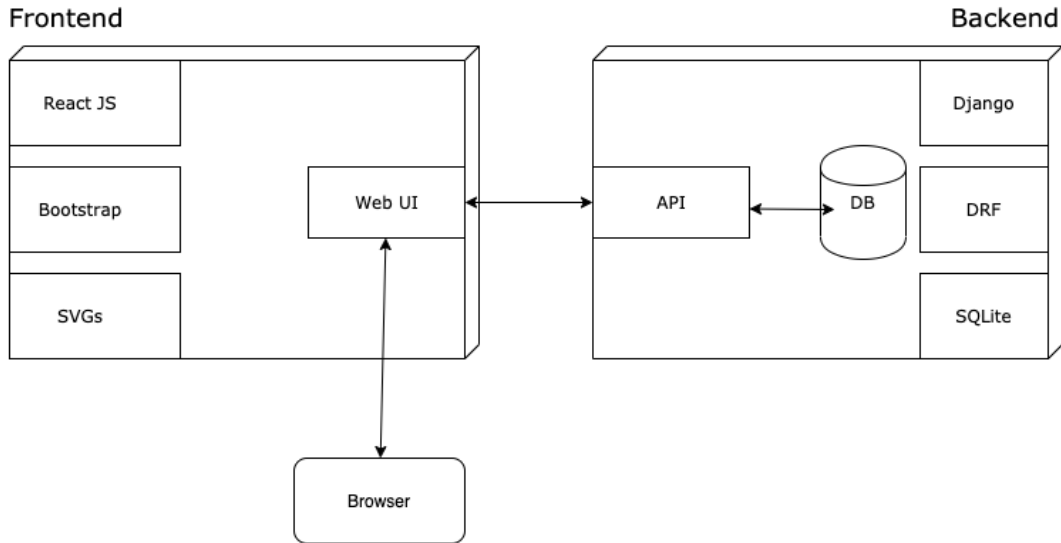 Frontend
Backend
React JS
Django
Bootstrap
Web UI
API
DB
DRF
SVGs
SQLite
Browser